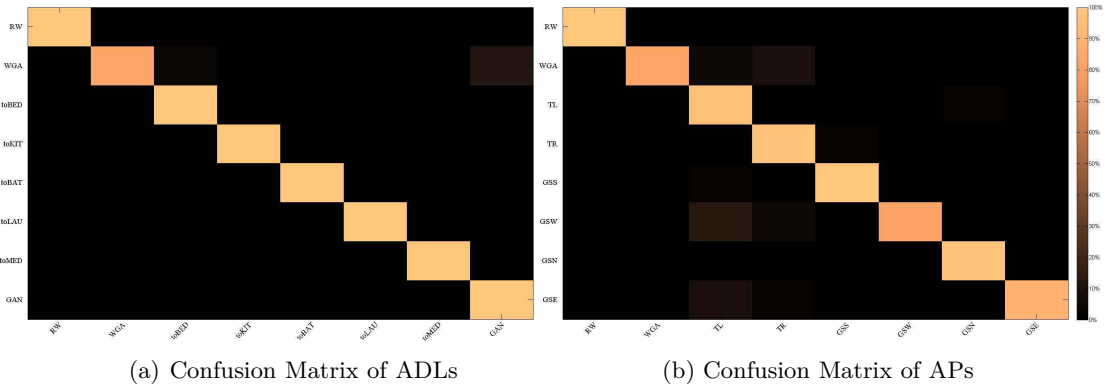 RW
WGA
toBED
toKIT
toBAT
toLAU
toMED
GAN
RW
WGA
toBED
toKIT
toBAT
toLAU
toMED
GAN
(a) Confusion Matrix of ADLs
RW
WGA
TL
TR
GSS
GSW
GSN
GSE
RW
WGA
TL
TR
GSS
GSW
GSN
GSE
100%
90%
80%
70%
60%
50%
40%
30%
20%
10%
0%
(b) Confusion Matrix of APs